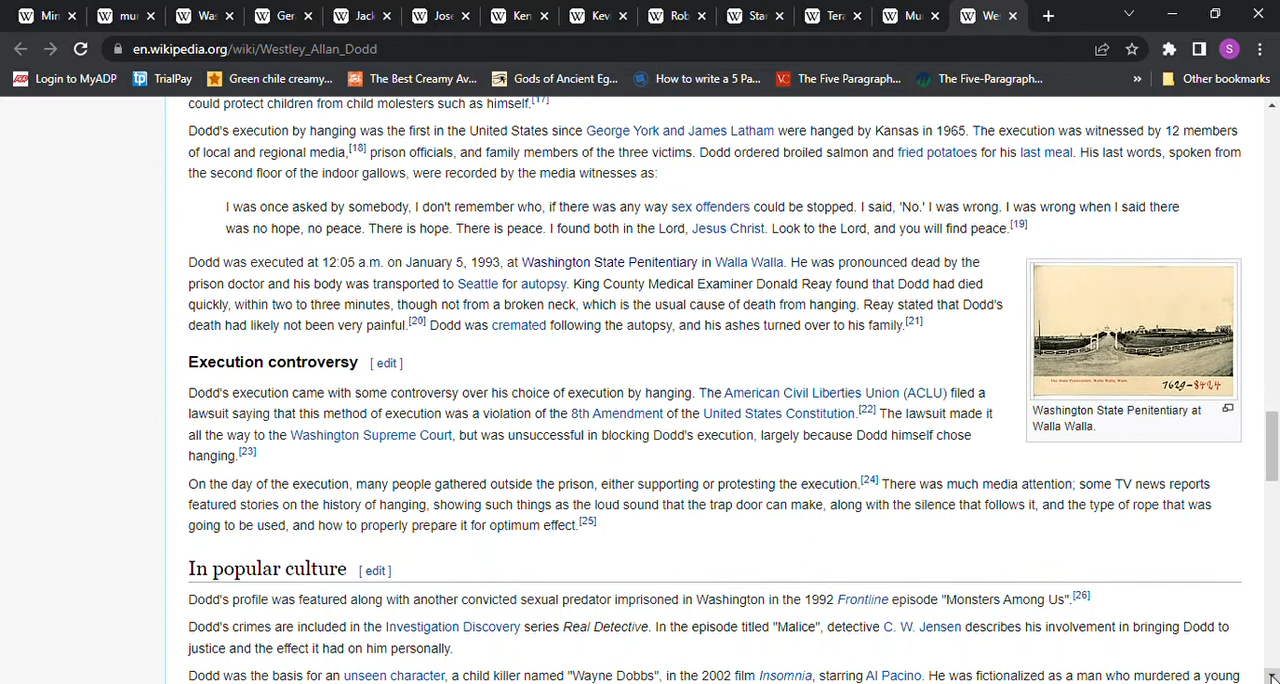 Min
mu
Wa
Ger
Jack
Jose
Ken
Kev
Rob
Sta
Tera
Mu
We
en.wikipedia.org/wiki/Westley_Allan_Dodd
S
Login to MyADP
tp TrialPay
Green chile creamy...
The Best Creamy Av...
Gods of Ancient Eg...
How to write a 5 Pa...
VC The Five Paragraph...
The Five-Paragraph...
»
Other bookmarks
could protect children from child molesters such as himself.[17]
Dodd's execution by hanging was the first in the United States since George York and James Latham were hanged by Kansas in 1965. The execution was witnessed by 12 members
of local and regional media,[18] prison officials, and family members of the three victims. Dodd ordered broiled salmon and fried potatoes for his last meal. His last words, spoken from
the second floor of the indoor gallows, were recorded by the media witnesses as:
I was once asked by somebody, I don't remember who, if there was any way sex offenders could be stopped. I said, 'No.' I was wrong. I was wrong when I said there
was no hope, no peace. There is hope. There is peace. I found both in the Lord, Jesus Christ. Look to the Lord, and you will find peace.[19]
Dodd was executed at 12:05 a.m. on January 5, 1993, at Washington State Penitentiary in Walla Walla. He was pronounced dead by the
prison doctor and his body was transported to Seattle for autopsy. King County Medical Examiner Donald Reay found that Dodd had died
quickly, within two to three minutes, though not from a broken neck, which is the usual cause of death from hanging. Reay stated that Dodd's
death had likely not been very painful.[20] Dodd was cremated following the autopsy, and his ashes turned over to his family.[21]
7629-8424
Washington State Penitentiary at
Walla Walla.
Execution controversy [ edit ]
Dodd's execution came with some controversy over his choice of execution by hanging. The American Civil Liberties Union (ACLU) filed a
lawsuit saying that this method of execution was a violation of the 8th Amendment of the United States Constitution.[22] The lawsuit made it
all the way to the Washington Supreme Court, but was unsuccessful in blocking Dodd's execution, largely because Dodd himself chose
hanging.[23]
On the day of the execution, many people gathered outside the prison, either supporting or protesting the execution.[24] There was much media attention; some TV news reports
featured stories on the history of hanging, showing such things as the loud sound that the trap door can make, along with the silence that follows it, and the type of rope that was
going to be used, and how to properly prepare it for optimum effect.[25]
In popular culture [ edit ]
Dodd's profile was featured along with another convicted sexual predator imprisoned in Washington in the 1992 Frontline episode "Monsters Among Us".[26]
Dodd's crimes are included in the Investigation Discovery series Real Detective. In the episode titled "Malice", detective C. W. Jensen describes his involvement in bringing Dodd to
justice and the effect it had on him personally.
Dodd was the basis for an unseen character, a child killer named "Wayne Dobbs", in the 2002 film Insomnia, starring Al Pacino. He was fictionalized as a man who murdered a young